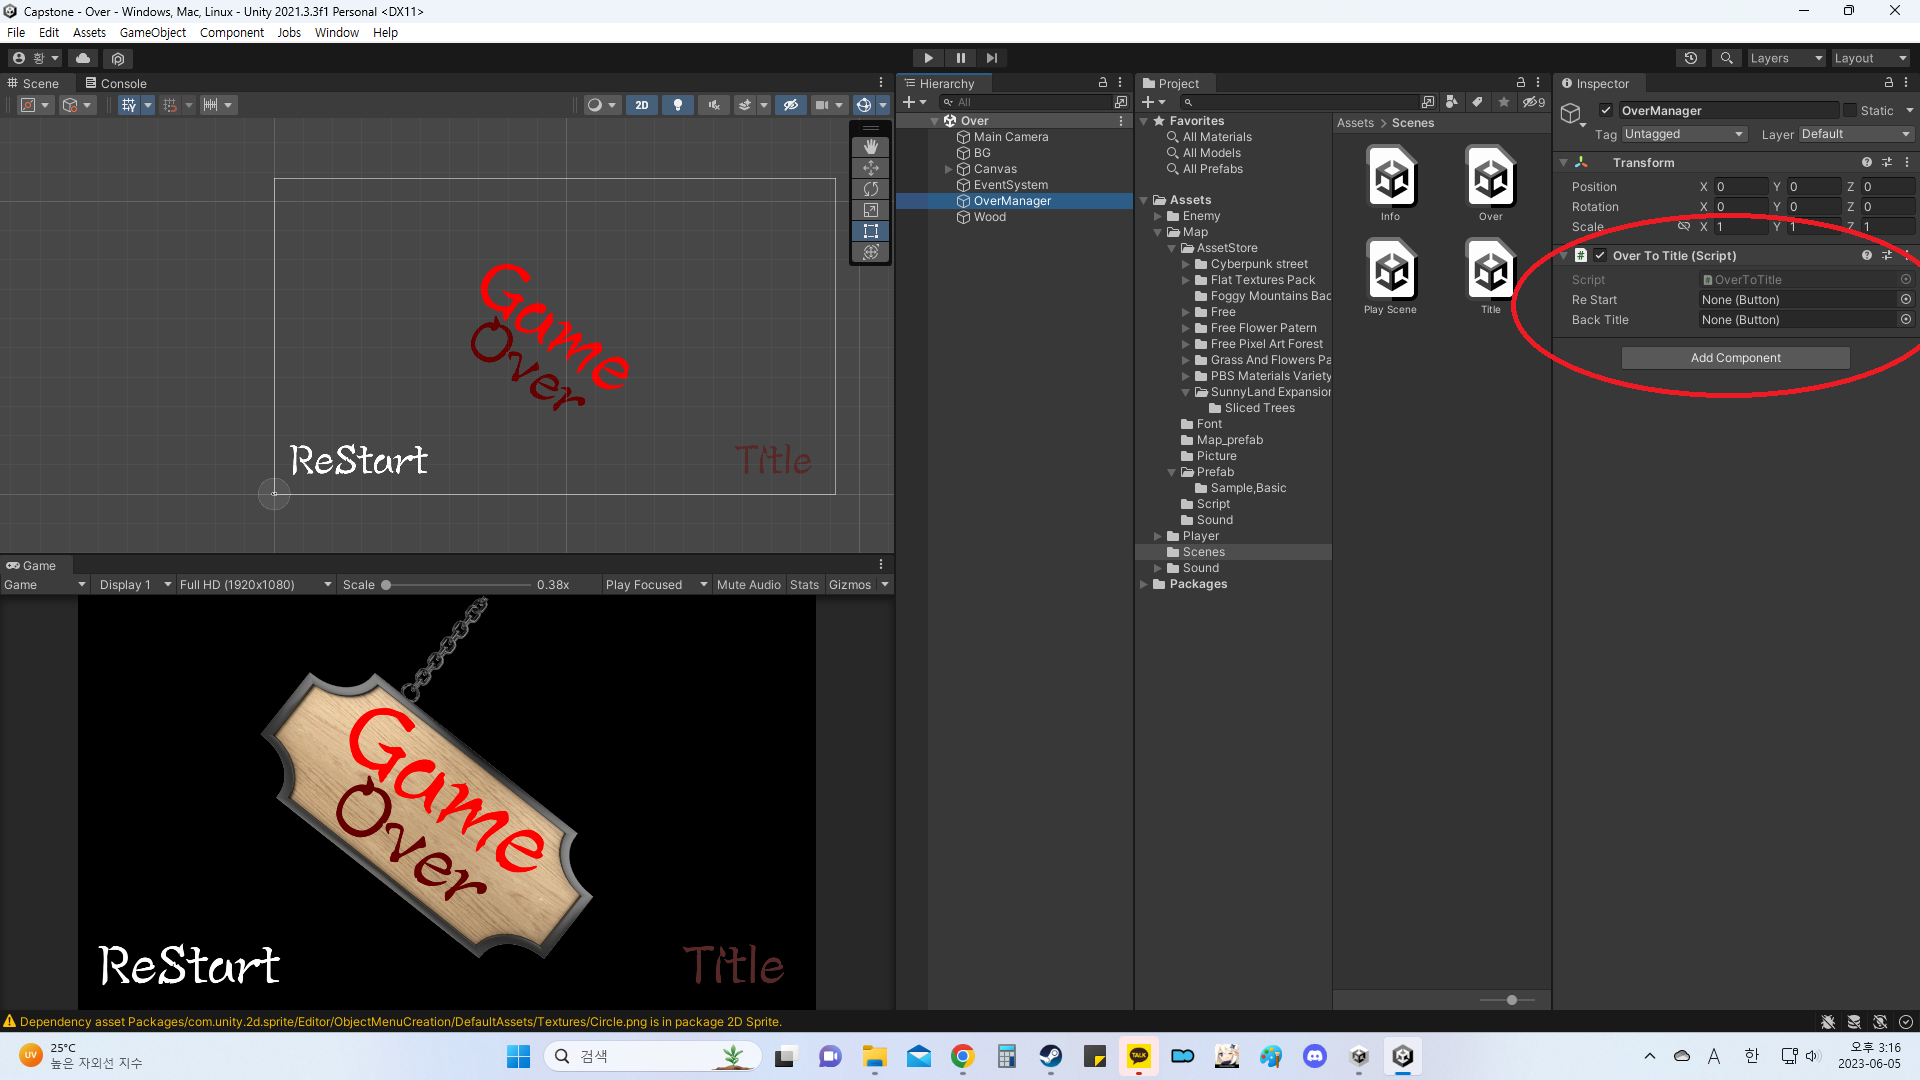 Capstone - Over - Windows, Mac, Linux - Unity 2021.3.3f1 Personal <DX11>
File Edit Assets GameObject Component Jobs Window Help
황
Layers Layout
Scene Console
2D
ReStart
Title
Game
Over
Game
Game Display 1 Full HD (1920x1080) Scale 0.38x Play Focused Mute Audio Stats Gizmos
Game
Over
ReStart
Title
Hierarchy
All
Over
Main Camera
BG
Canvas
EventSystem
OverManager
Wood
Project
9
Favorites
All Materials
All Models
All Prefabs
Assets
Enemy
Map
AssetStore
Cyberpunk street
Flat Textures Pack
Foggy Mountains Bac
Free
Free Flower Patern
Free Pixel Art Forest
Grass And Flowers Pa
PBS Materials Variety
SunnyLand Expansion
Sliced Trees
Font
Map_prefab
Picture
Prefab
Sample,Basic
Script
Sound
Player
Scenes
Sound
Packages
Assets > Scenes
Info Over
Play Scene Title
Inspector
OverManager Static
Tag Untagged Layer Default
Transform
Position X 0 Y 0 Z 0
Rotation X 0 Y 0 Z 0
Scale X 1 Y 1 Z 1
# Over To Title (Script)
Script OverToTitle
Re Start None (Button)
Back Title None (Button)
Add Component
Dependency asset Packages/com.unity.2d.sprite/Editor/ObjectMenuCreation/DefaultAssets/Textures/Circle.png is in package 2D Sprite.
UV
25°C
높은 자외선 지수
검색
TALK
A 한
오후 3:16
2023-06-05